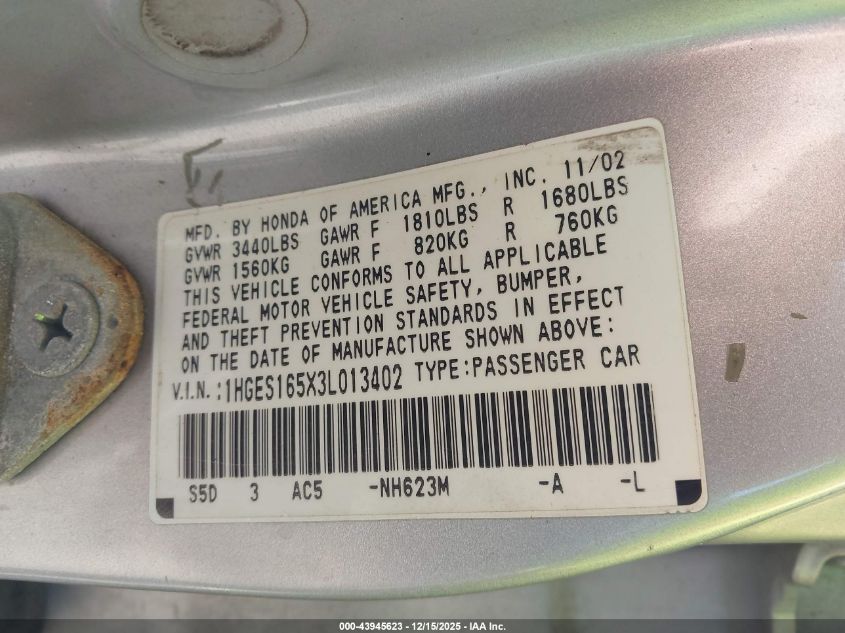 MFD. BY HONDA OF AMERICA MFG., INC. 11/02
GVWR 3440LBS GAWR F 1810LBS R 1680LBS
GVWR 1560KG GAWR F 820KG R 760KG
THIS VEHICLE CONFORMS TO ALL APPLICABLE
FEDERAL MOTOR VEHICLE SAFETY, BUMPER,
AND THEFT PREVENTION STANDARDS IN EFFECT
ON THE DATE OF MANUFACTURE SHOWN ABOVE:
V.I.N.:1HGES165X3L013402 TYPE:PASSENGER CAR
S5D 3 AC5 -NH623M -A -L
000-43945623 - 12/15/2025 - IAA Inc.